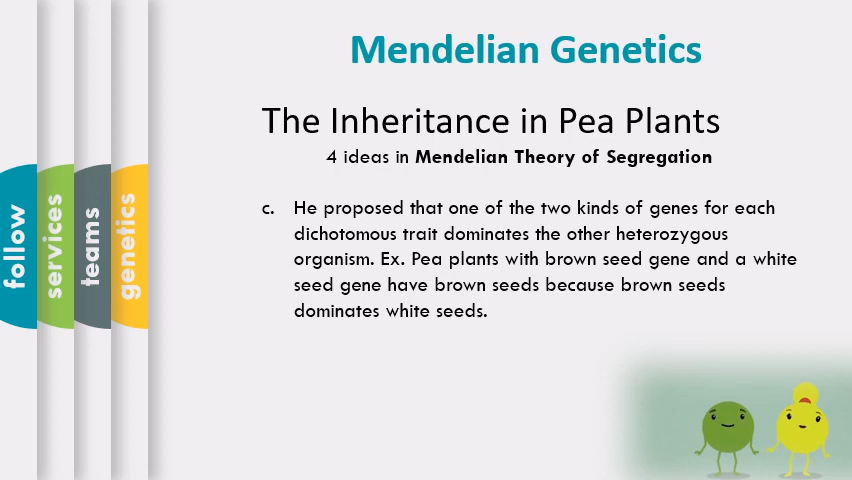 Mendelian Genetics
The Inheritance in Pea Plants
4 ideas in Mendelian Theory of Segregation
c. He proposed that one of the two kinds of genes for each
dichotomous trait dominates the other heterozygous
organism. Ex. Pea plants with brown seed gene and a white
seed gene have brown seeds because brown seeds
dominates white seeds.
follow
services
teams
genetics